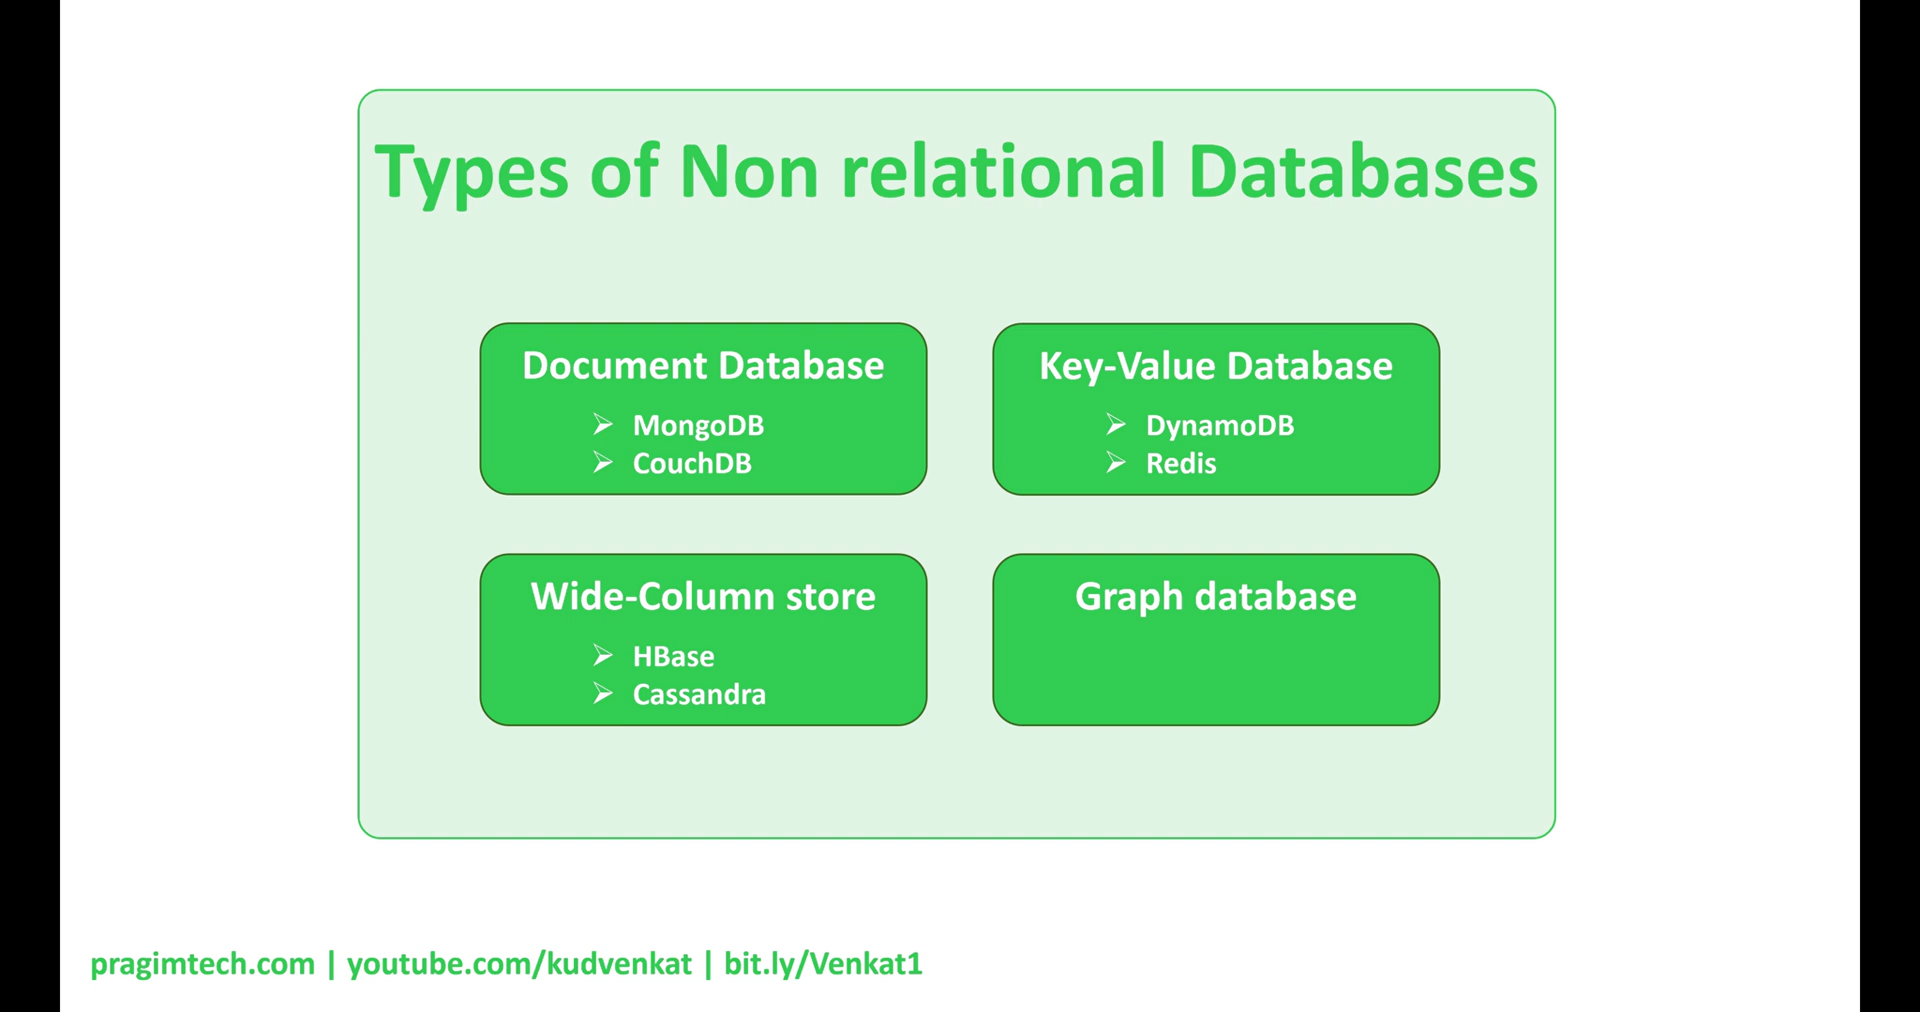 Types of Non relational Databases
Document Database
➢ MongoDB
➢ CouchDB
Key-Value Database
➢ DynamoDB
➢ Redis
Wide-Column store
➢ HBase
➢ Cassandra
Graph database
pragimtech.com | youtube.com/kudvenkat | bit.ly/Venkat1